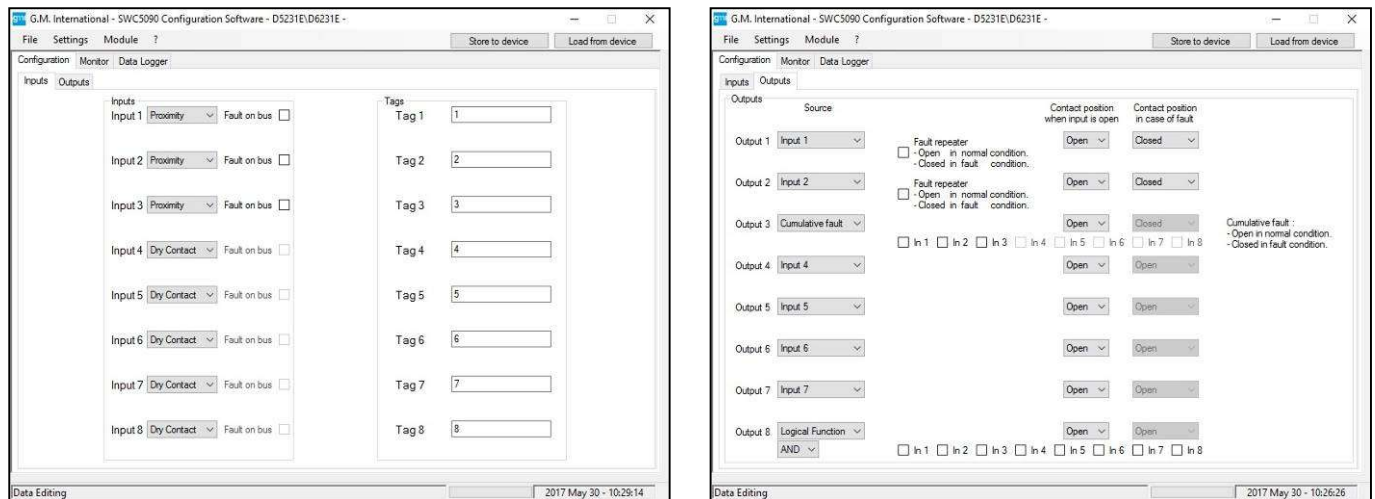 gmi G.M. International - SWC5090 Configuration Software - D5231E\D6231E -
File Settings Module ? Store to device Load from device
Configuration Monitor Data Logger
Inputs Outputs
Inputs Tags
Input 1 Proximity Fault on bus Tag 1 1
Input 2 Proximity Fault on bus Tag 2 2
Input 3 Proximity Fault on bus Tag 3 3
Input 4 Dry Contact Fault on bus Tag 4 4
Input 5 Dry Contact Fault on bus Tag 5 5
Input 6 Dry Contact Fault on bus Tag 6 6
Input 7 Dry Contact Fault on bus Tag 7 7
Input 8 Dry Contact Fault on bus Tag 8 8
Data Editing 2017 May 30 - 10:29:14
gmi G.M. International - SWC5090 Configuration Software - D5231E\D6231E -
File Settings Module ? Store to device Load from device
Configuration Monitor Data Logger
Inputs Outputs
Outputs
Source Contact position Contact position
when input is open in case of fault
Output 1 Input 1 Fault repeater Open Closed
- Open in normal condition.
- Closed in fault condition.
Output 2 Input 2 Fault repeater Open Closed
- Open in normal condition.
- Closed in fault condition.
Output 3 Cumulative fault Open Closed Cumulative fault :
- Open in normal condition.
In 1 In 2 In 3 In 4 In 5 In 6 In 7 In 8 - Closed in fault condition.
Output 4 Input 4 Open Open
Output 5 Input 5 Open Open
Output 6 Input 6 Open Open
Output 7 Input 7 Open Open
Output 8 Logical Function Open Open
AND In 1 In 2 In 3 In 4 In 5 In 6 In 7 In 8
Data Editing 2017 May 30 - 10:26:26